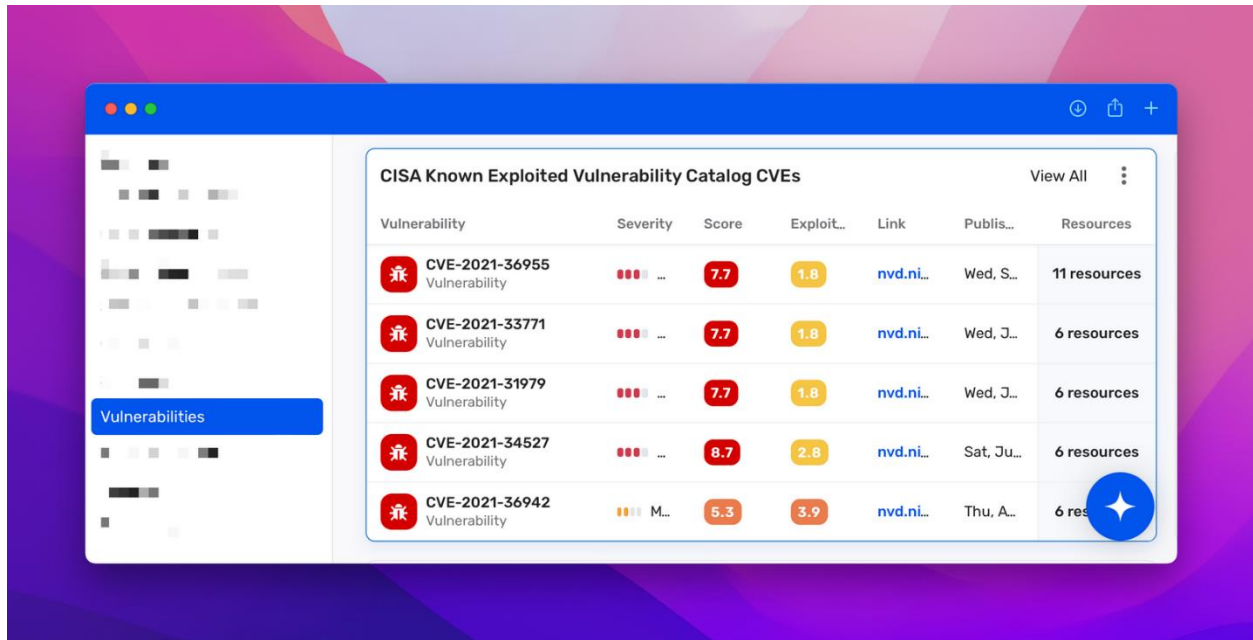 CISA Known Exploited Vulnerability Catalog CVEs View All
Vulnerability Severity Score Exploit... Link Publis... Resources
CVE-2021-36955
Vulnerability
... 7.7 1.8 nvd.ni... Wed, S... 11 resources
CVE-2021-33771
Vulnerability
... 7.7 1.8 nvd.ni... Wed, J... 6 resources
CVE-2021-31979
Vulnerability
... 7.7 1.8 nvd.ni... Wed, J... 6 resources
Vulnerabilities
CVE-2021-34527
Vulnerability
... 8.7 2.8 nvd.ni... Sat, Ju... 6 resources
CVE-2021-36942
Vulnerability
M... 5.3 3.9 nvd.ni... Thu, A... 6 res